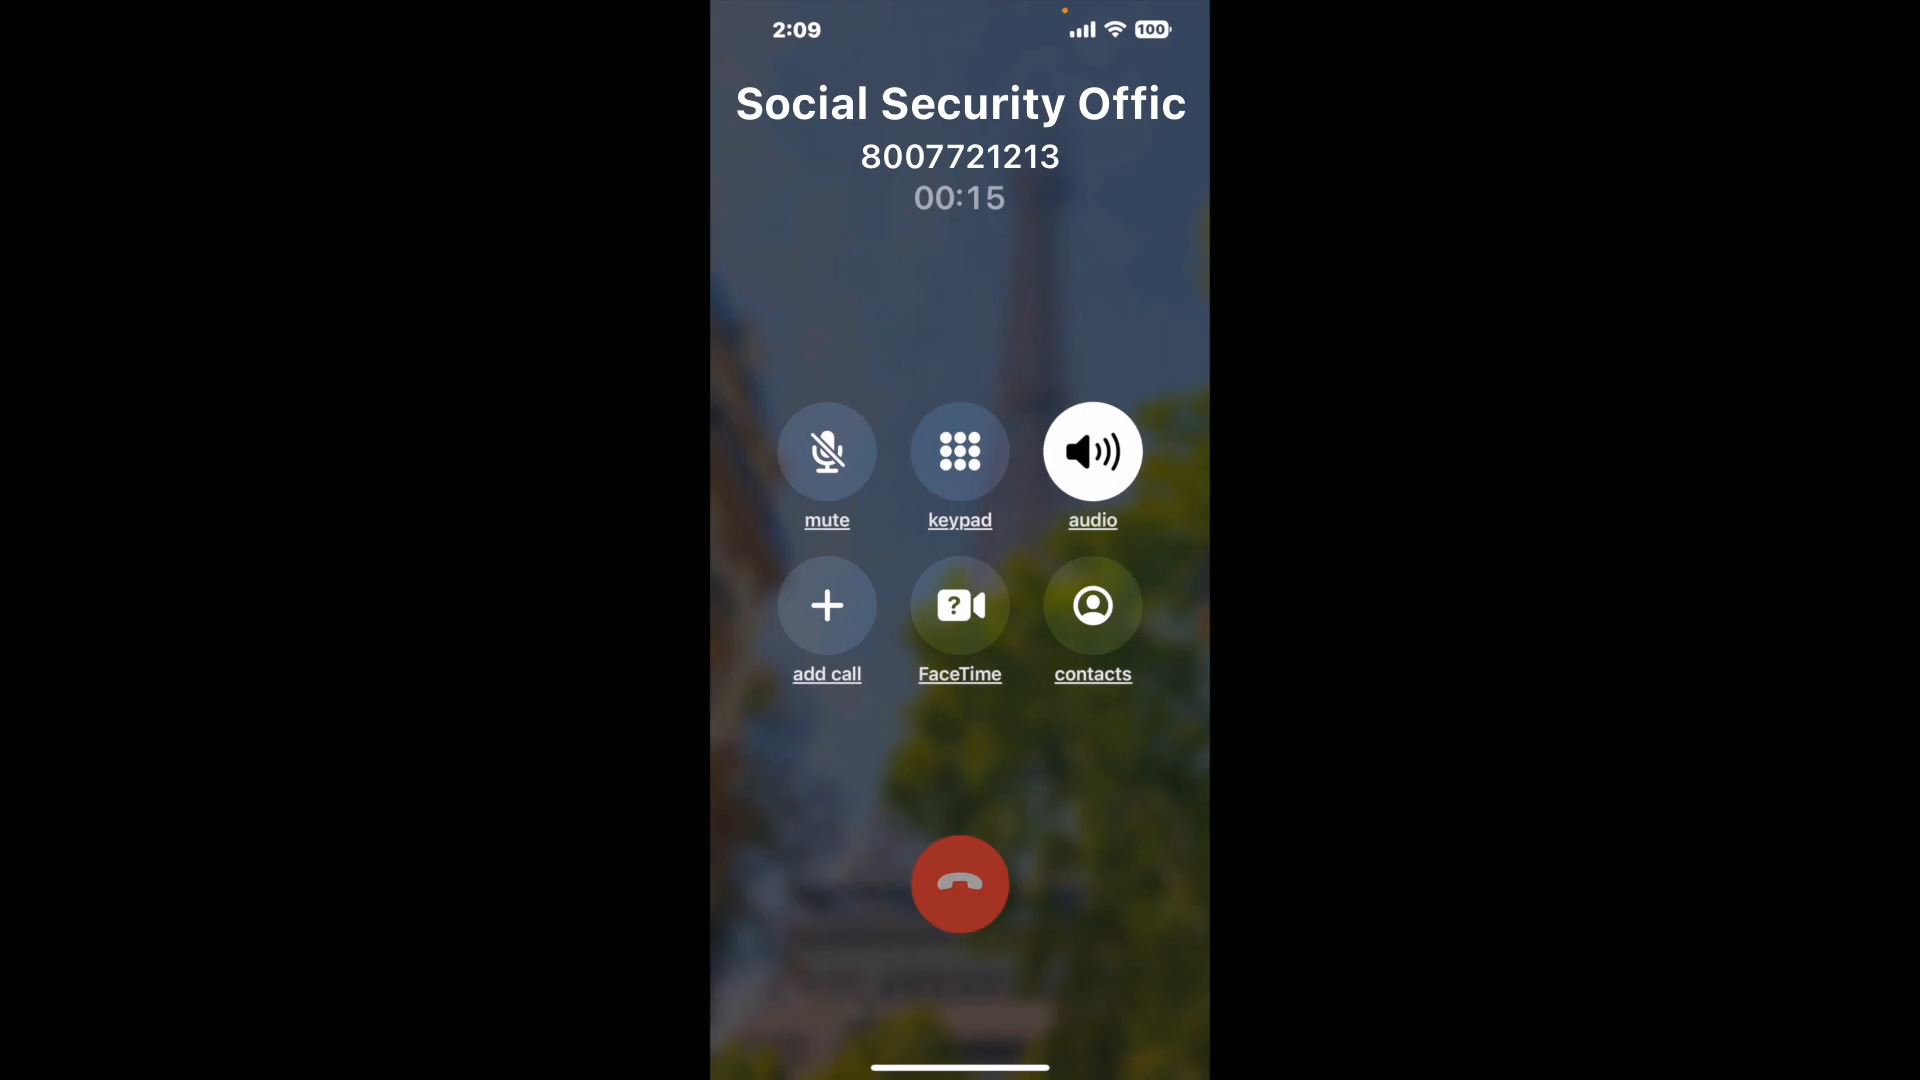 2:09
100
Social Security Offic
8007721213
00:15
mute
keypad
audio
?
add call
FaceTime
contacts